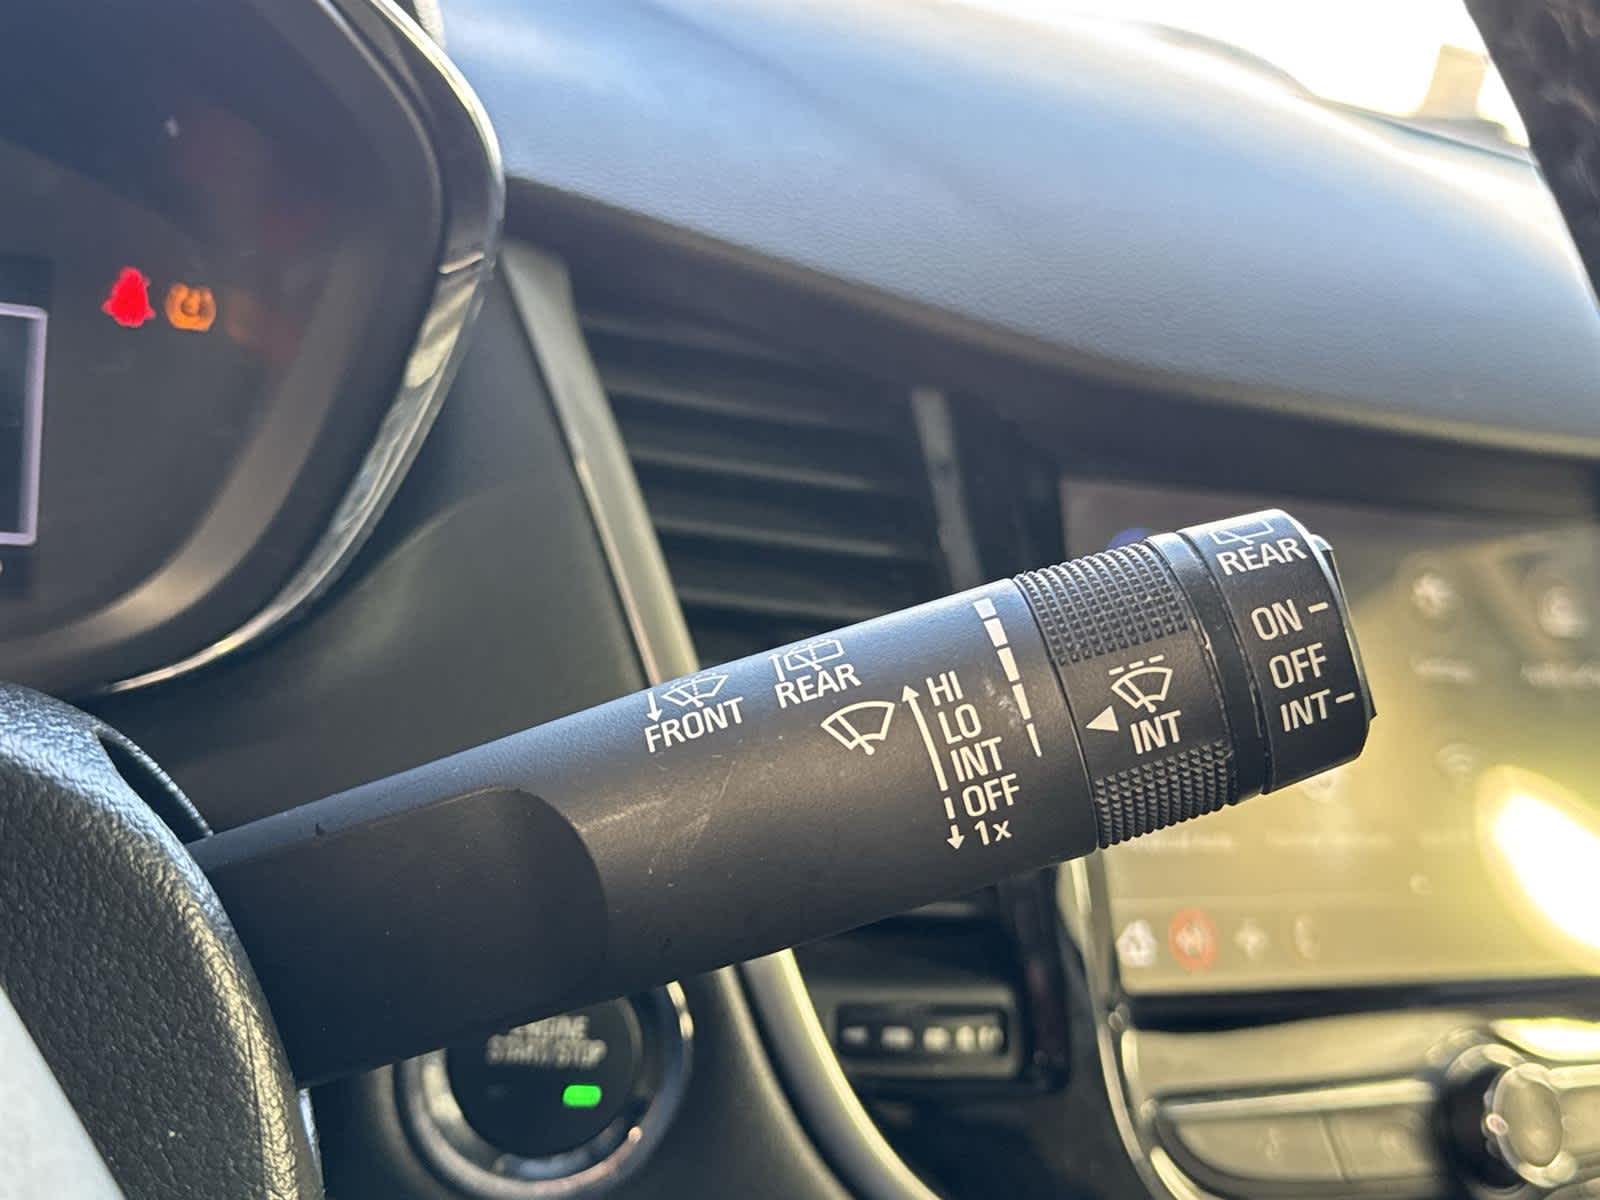 FRONT
REAR
HI
LO
INT
OFF
1x
INT
REAR
ON
OFF
INT
ENGINE
START/STOP